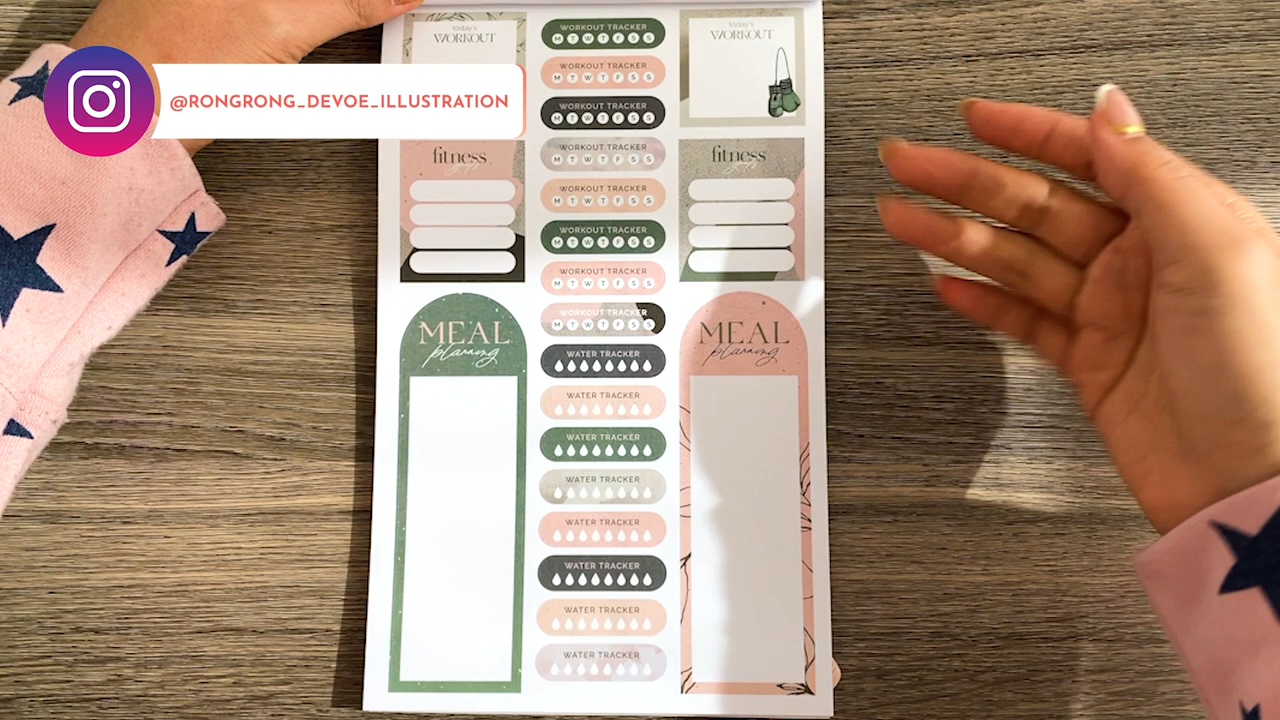 @RONGRONG_DEVOE_ILLUSTRATION
today's
WORKOUT
fitness
MEAL
planning
WORKOUT TRACKER
M T W T F S S
WORKOUT TRACKER
M T W T F S S
WORKOUT TRACKER
M T W T F S S
WORKOUT TRACKER
M T W T F S S
WORKOUT TRACKER
M T W T F S S
WORKOUT TRACKER
M T W T F S S
WORKOUT TRACKER
M T W T F S S
WORKOUT TRACKER
M T W T F S S
WATER TRACKER
WATER TRACKER
WATER TRACKER
WATER TRACKER
WATER TRACKER
WATER TRACKER
WATER TRACKER
WATER TRACKER
today's
WORKOUT
fitness
MEAL
planning